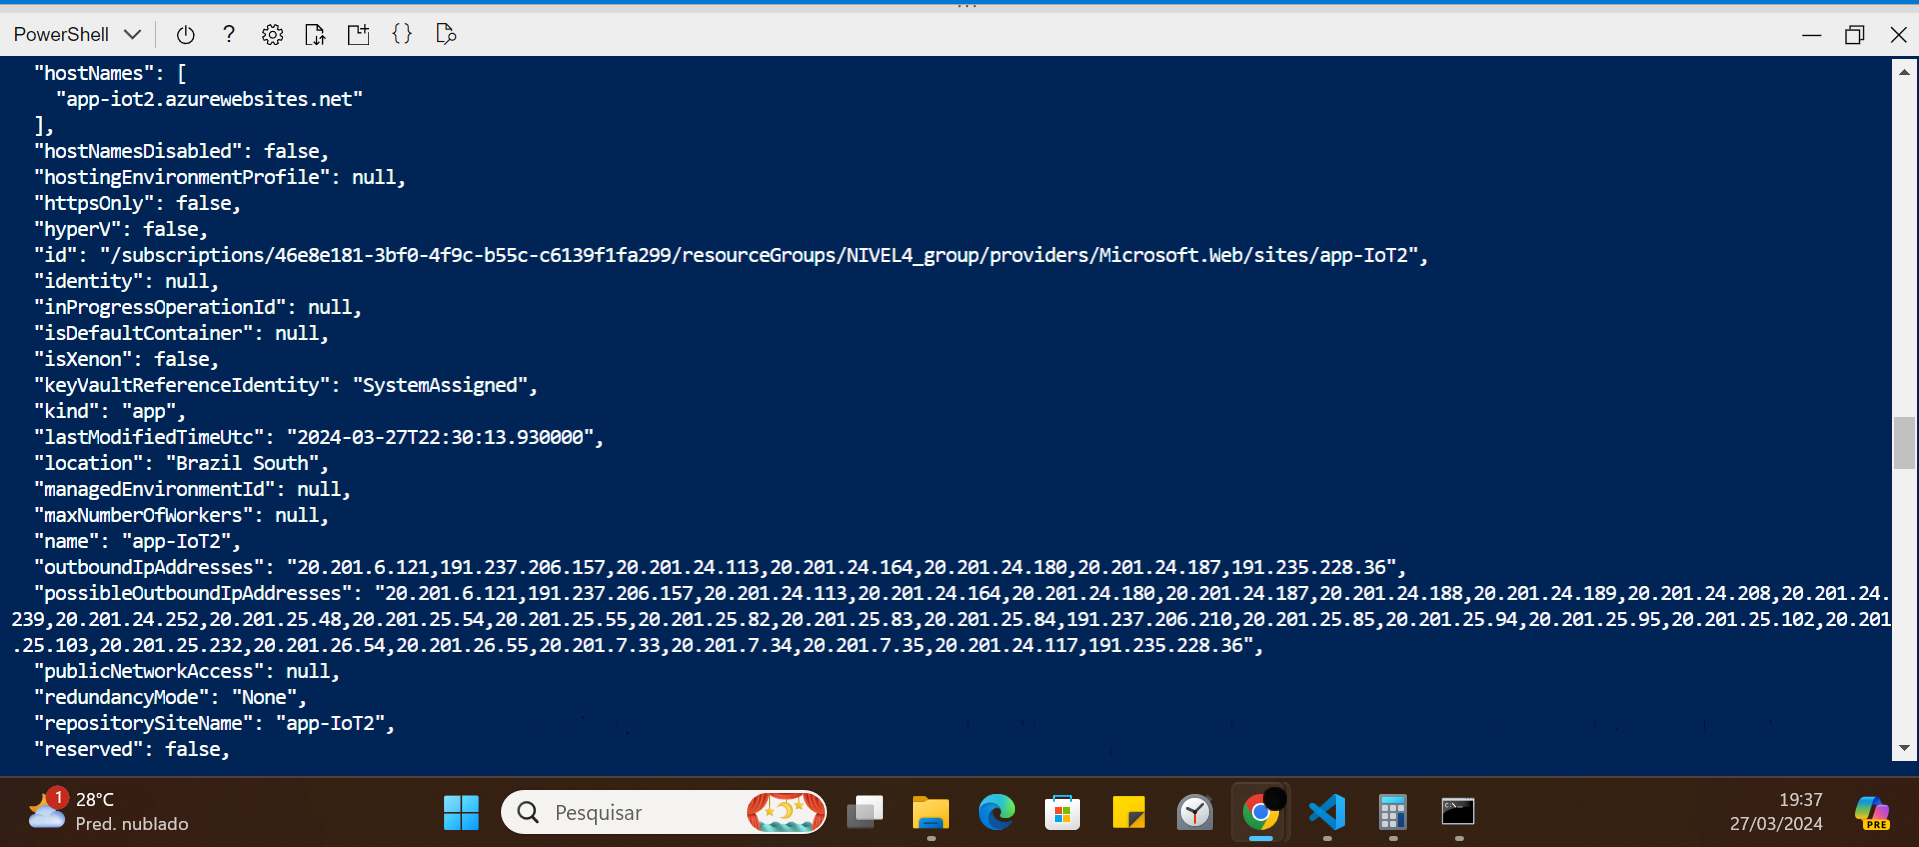 PowerShell
?
{}
"hostNames": [
"app-iot2.azurewebsites.net"
],
"hostNamesDisabled": false,
"hostingEnvironmentProfile": null,
"httpsOnly": false,
"hyperV": false,
"id": "/subscriptions/46e8e181-3bf0-4f9c-b55c-c6139f1fa299/resourceGroups/NIVEL4_group/providers/Microsoft.Web/sites/app-IoT2",
"identity": null,
"inProgressOperationId": null,
"isDefaultContainer": null,
"isXenon": false,
"keyVaultReferenceIdentity": "SystemAssigned",
"kind": "app",
"lastModifiedTimeUtc": "2024-03-27T22:30:13.930000",
"location": "Brazil South",
"managedEnvironmentId": null,
"maxNumberOfWorkers": null,
"name": "app-IoT2",
"outboundIpAddresses": "20.201.6.121,191.237.206.157,20.201.24.113,20.201.24.164,20.201.24.180,20.201.24.187,191.235.228.36",
"possibleOutboundIpAddresses": "20.201.6.121,191.237.206.157,20.201.24.113,20.201.24.164,20.201.24.180,20.201.24.187,20.201.24.188,20.201.24.189,20.201.24.208,20.201.24.
239,20.201.24.252,20.201.25.48,20.201.25.54,20.201.25.55,20.201.25.82,20.201.25.83,20.201.25.84,191.237.206.210,20.201.25.85,20.201.25.94,20.201.25.95,20.201.25.102,20.201
.25.103,20.201.25.232,20.201.26.54,20.201.26.55,20.201.7.33,20.201.7.34,20.201.7.35,20.201.24.117,191.235.228.36",
"publicNetworkAccess": null,
"redundancyMode": "None",
"repositorySiteName": "app-IoT2",
"reserved": false,
1
28°C
Pred. nublado
Pesquisar
19:37
27/03/2024
PRE